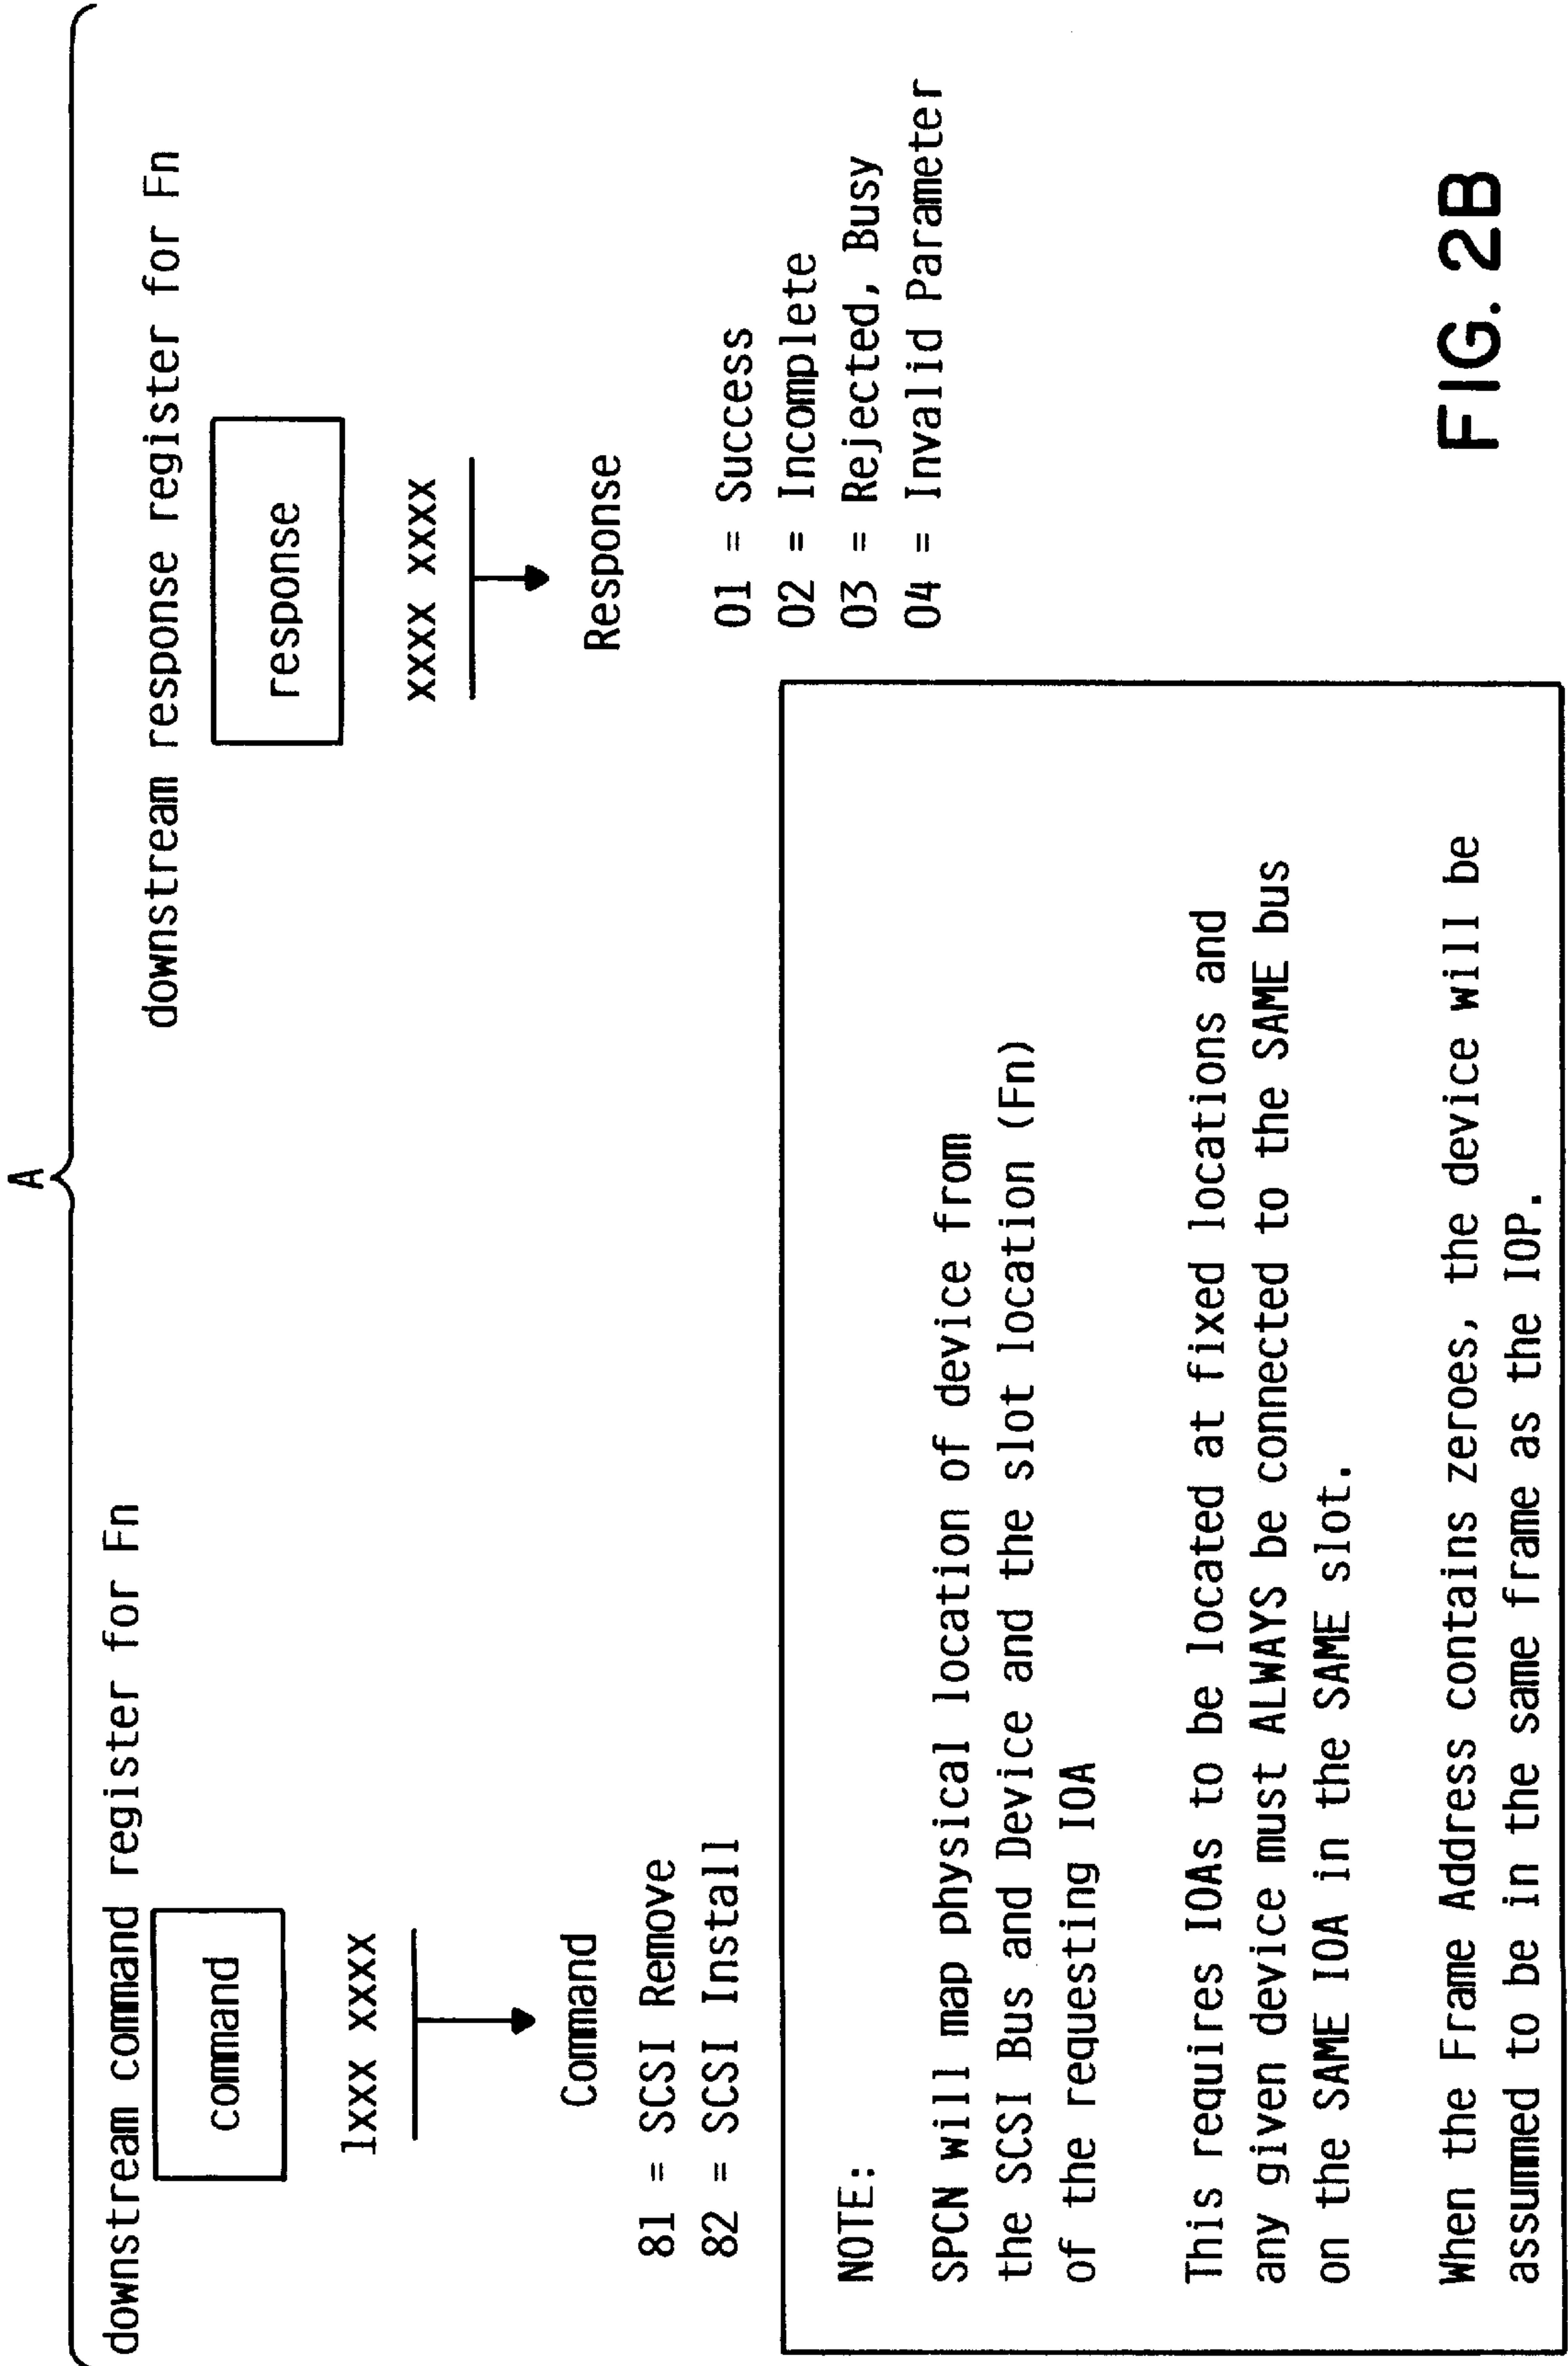 A
downstream command register for Fn
command
1xxx xxxx
Command
81 = SCSI Remove
82 = SCSI Install
downstream response register for Fn
response
xxxx xxxx
Response
01 = Success
02 = Incomplete
03 = Rejected, Busy
04 = Invalid Parameter
NOTE:
SPCN will map physical location of device from
the SCSI Bus and Device and the slot location (Fn)
of the requesting IOA
This requires IOAs to be located at fixed locations and
any given device must ALWAYS be connected to the SAME bus
on the SAME IOA in the SAME slot.
When the Frame Address contains zeroes, the device will be
assummed to be in the same frame as the IOP.
FIG. 2B